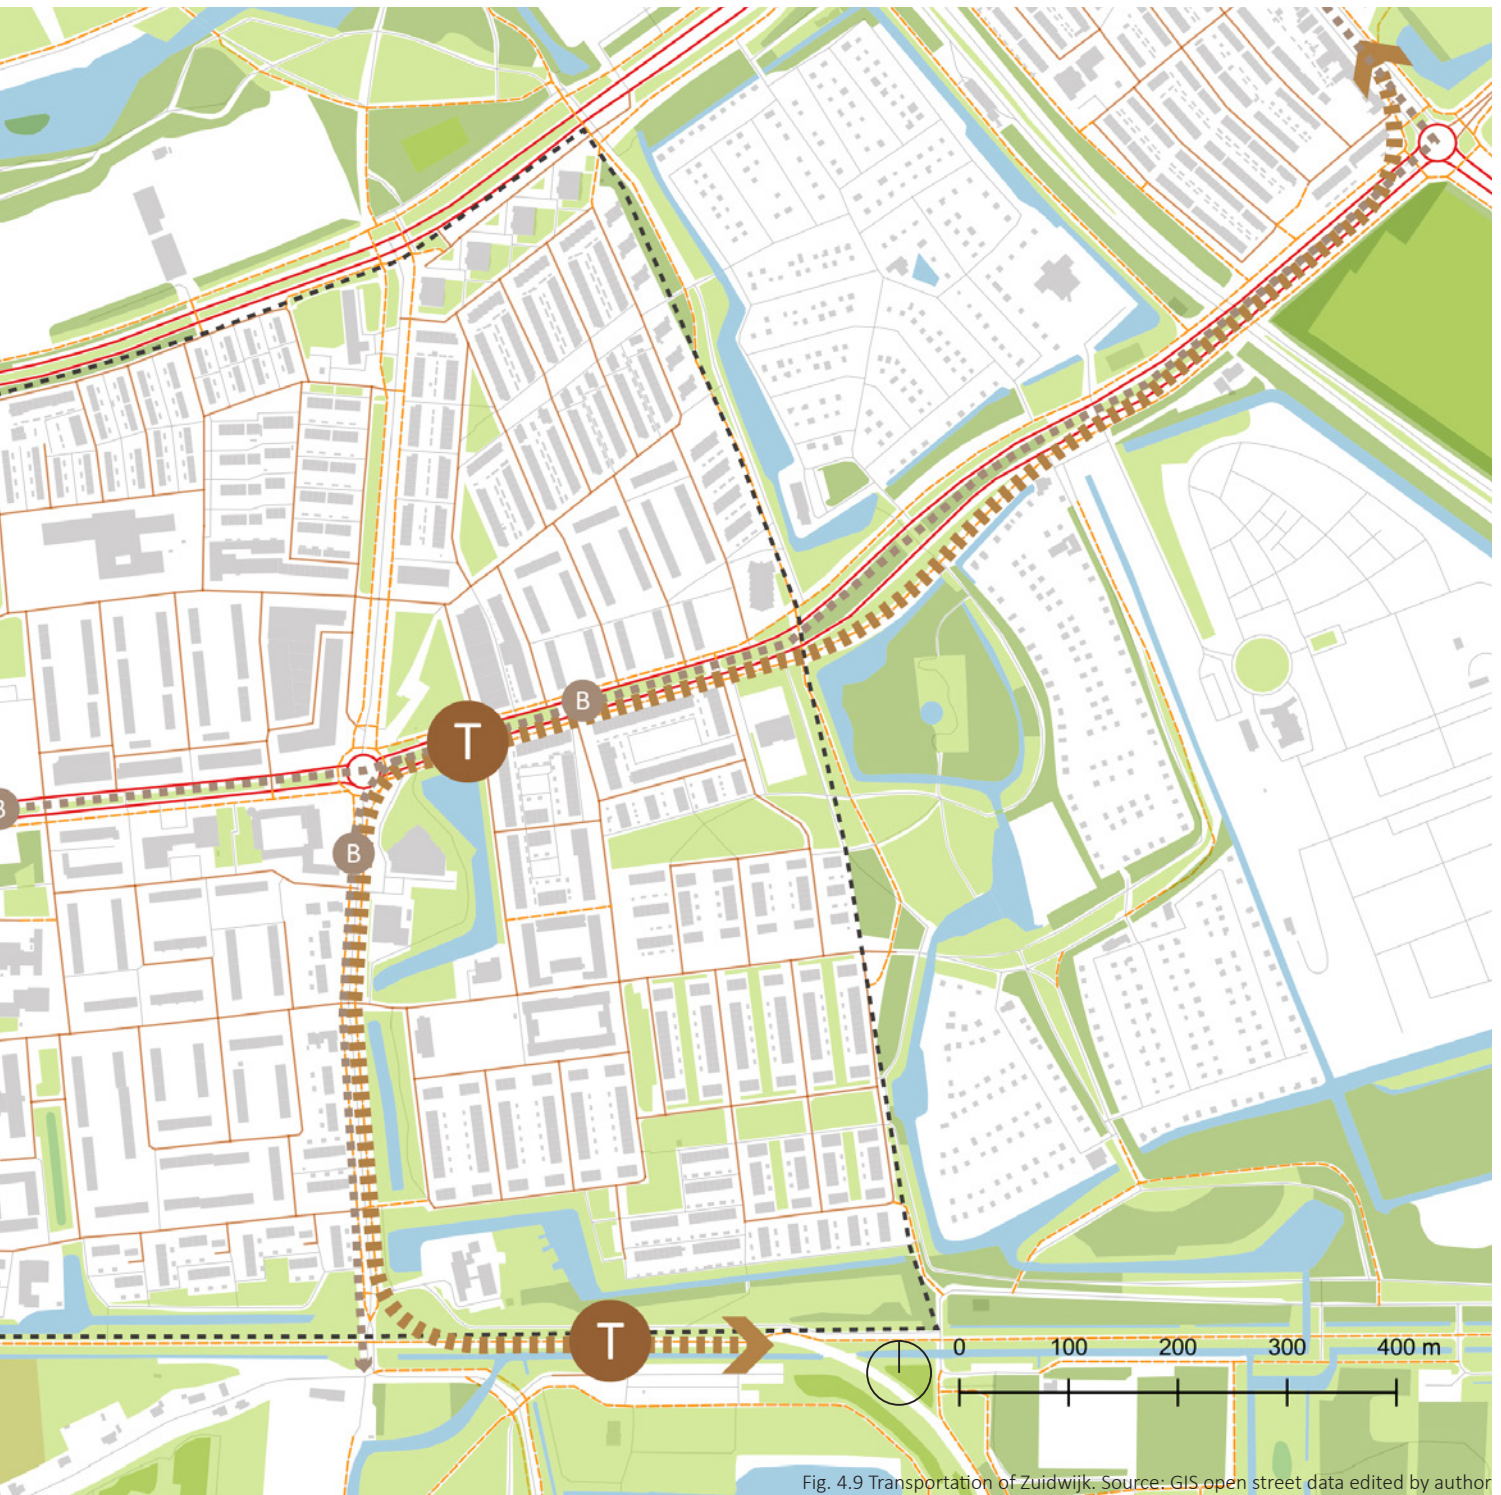 B
T
B
B
T
0 100 200 300 400 m
Fig. 4.9 Transportation of Zuidwijk. Source: GIS open street data edited by author